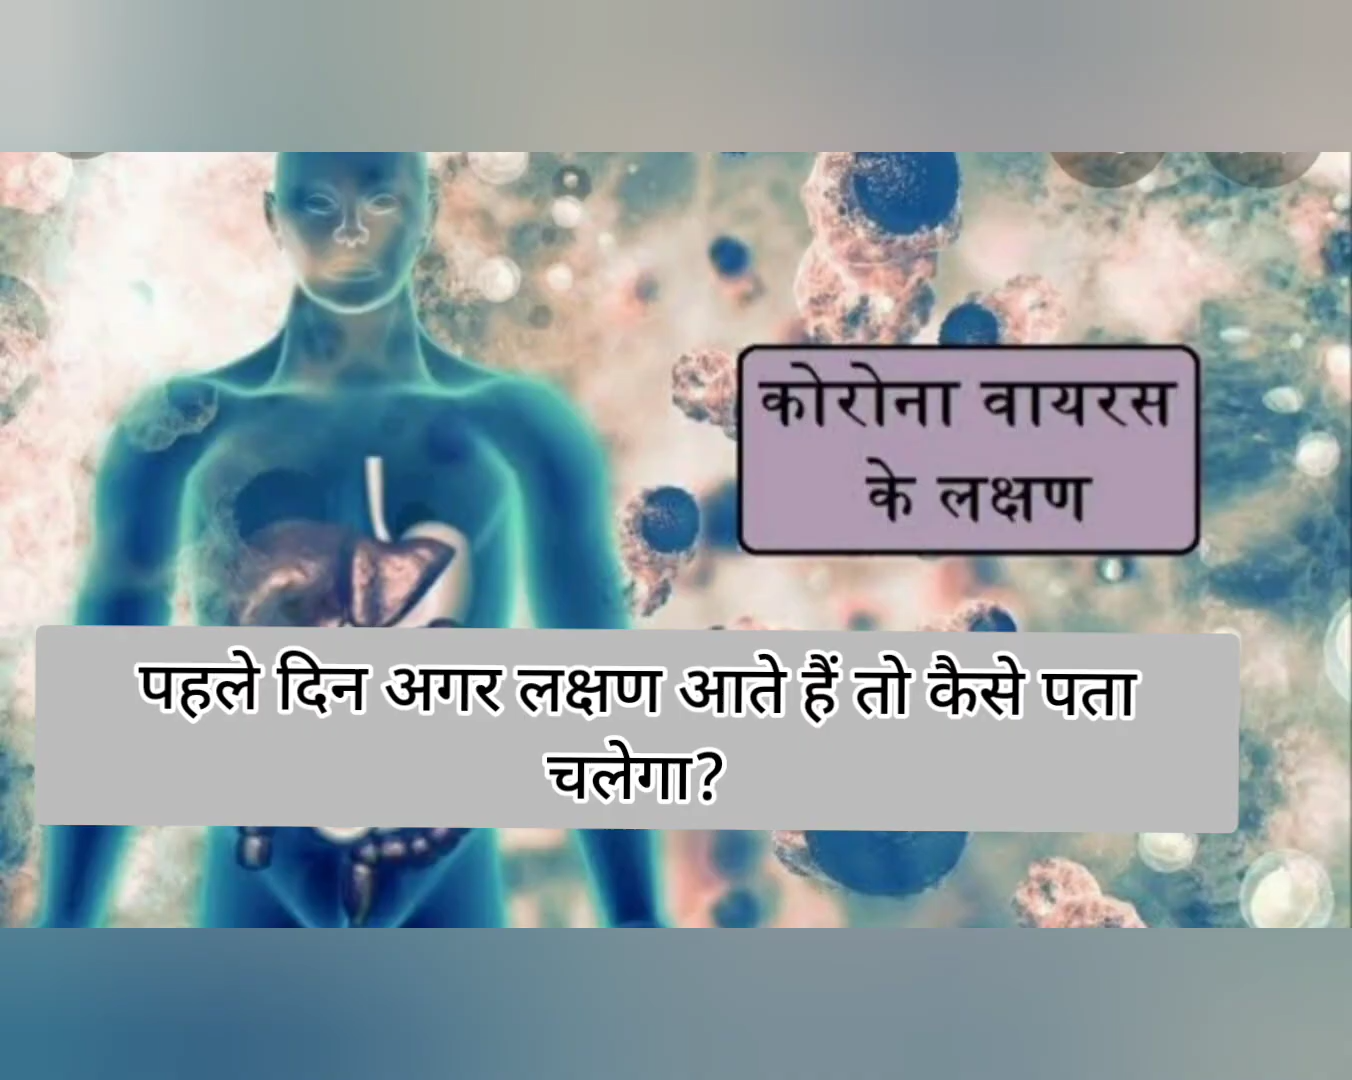 कोरोना वायरस
के लक्षण
पहले दिन अगर लक्षण आते हैं तो कैसे पता
चलेगा?